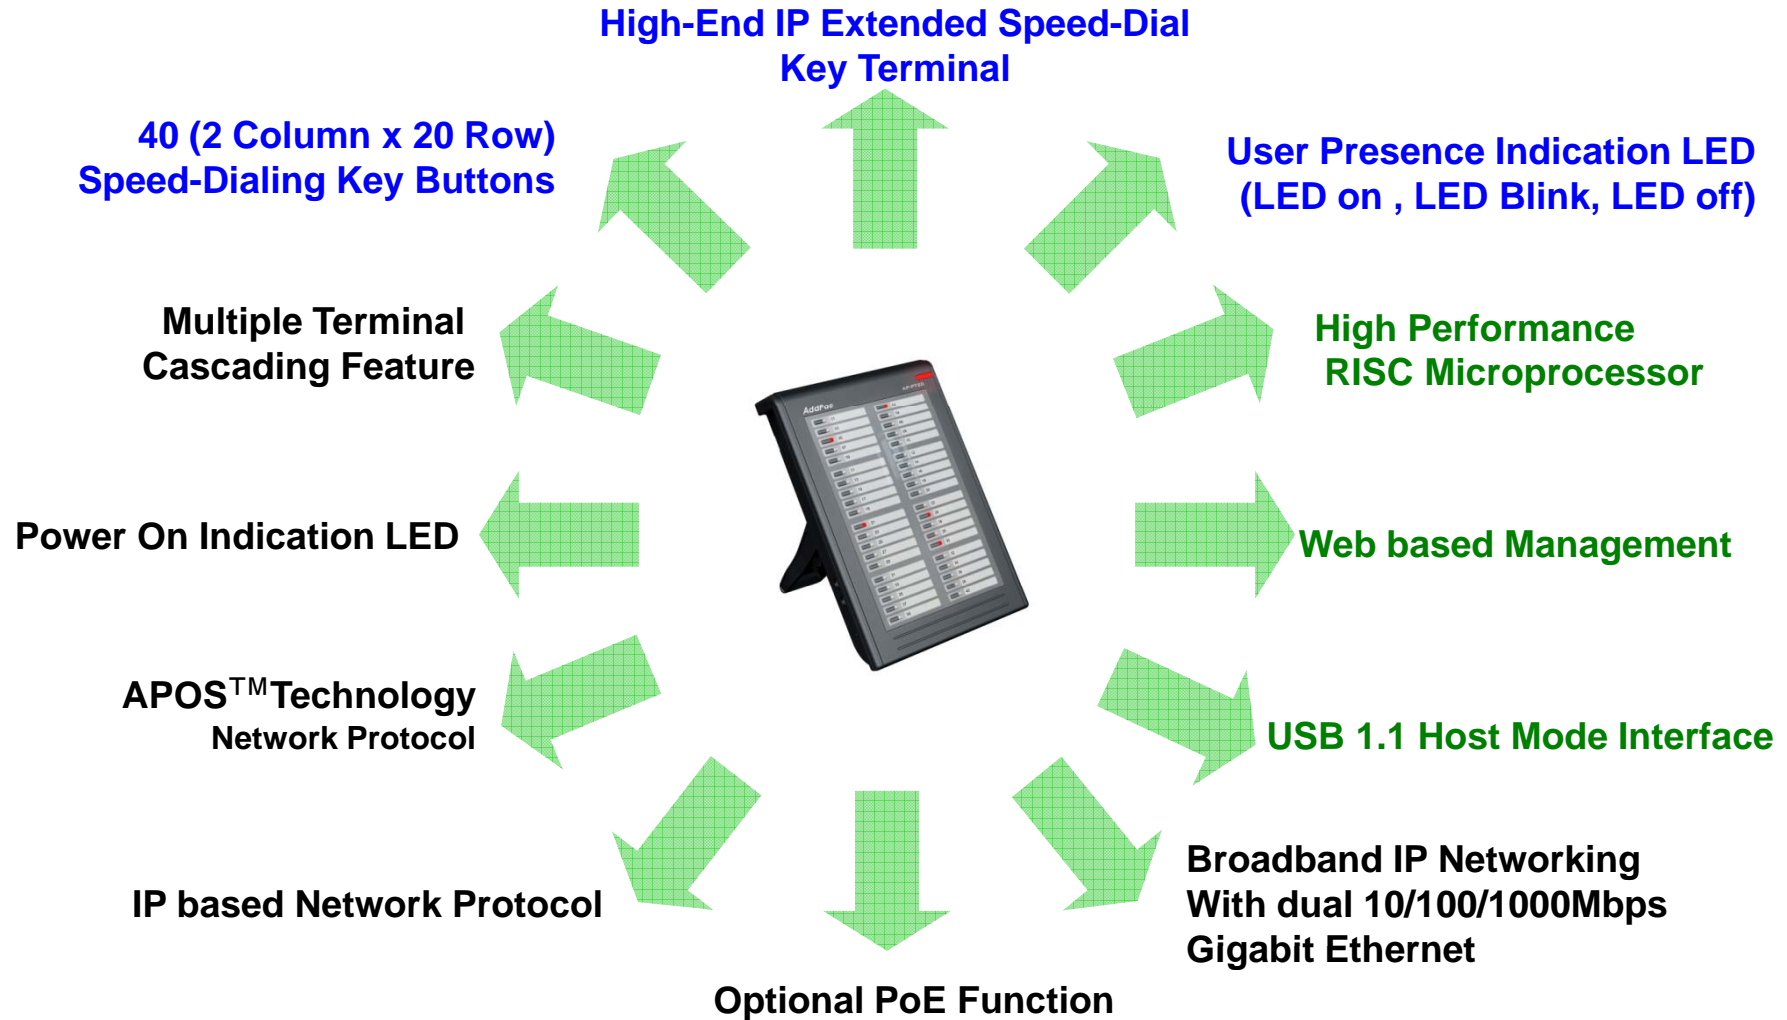 High-End IP Extended Speed-Dial
Key Terminal
40 (2 Column x 20 Row)
Speed-Dialing Key Buttons
User Presence Indication LED
(LED on , LED Blink, LED off)
Multiple Terminal
Cascading Feature
High Performance
RISC Microprocessor
AddPac
Power On Indication LED
Web based Management
APOS™Technology
Network Protocol
USB 1.1 Host Mode Interface
IP based Network Protocol
Broadband IP Networking
With dual 10/100/1000Mbps
Gigabit Ethernet
Optional PoE Function